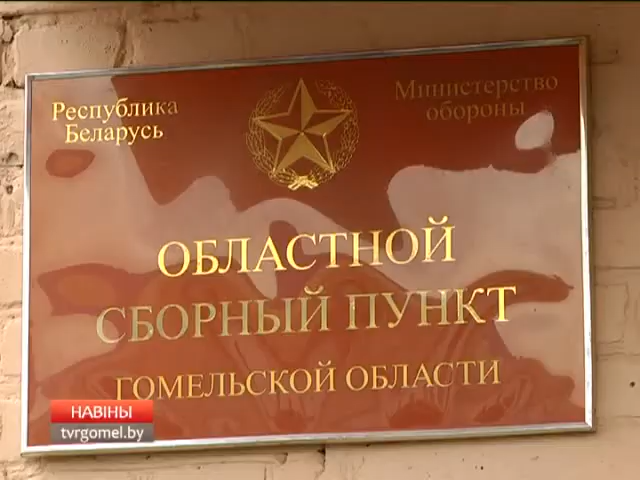 Республика
Беларусь
Министерство
обороны
ОБЛАСТНОЙ
СБОРНЫЙ ПУНКТ
ГОМЕЛЬСКОЙ ОБЛАСТИ
НАВІНЫ
tvrgomel.by